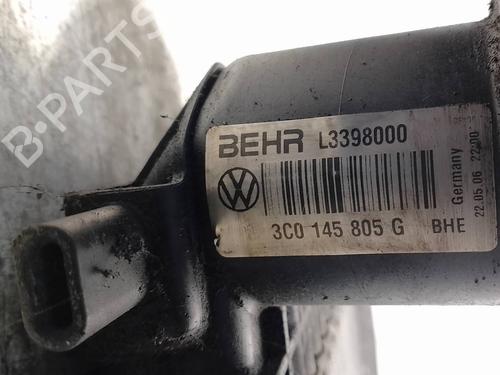 B-PARTS
BEHR L3398000
3C0 145 805 G BHE
Germany
22.05.06 22:00